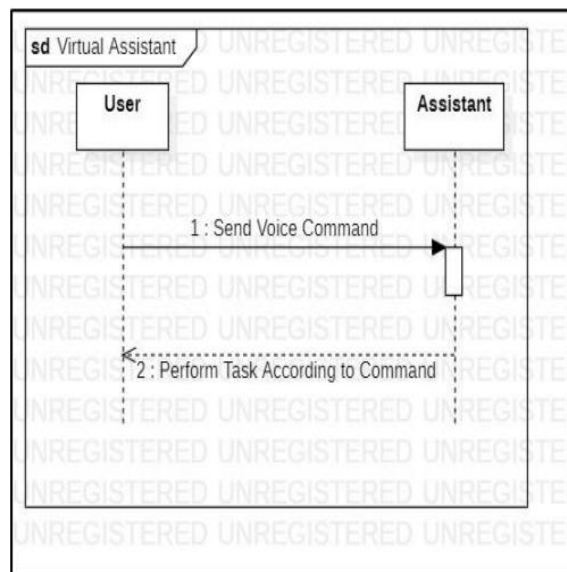 sd Virtual Assistant
User Assistant
1 : Send Voice Command
2 : Perform Task According to Command